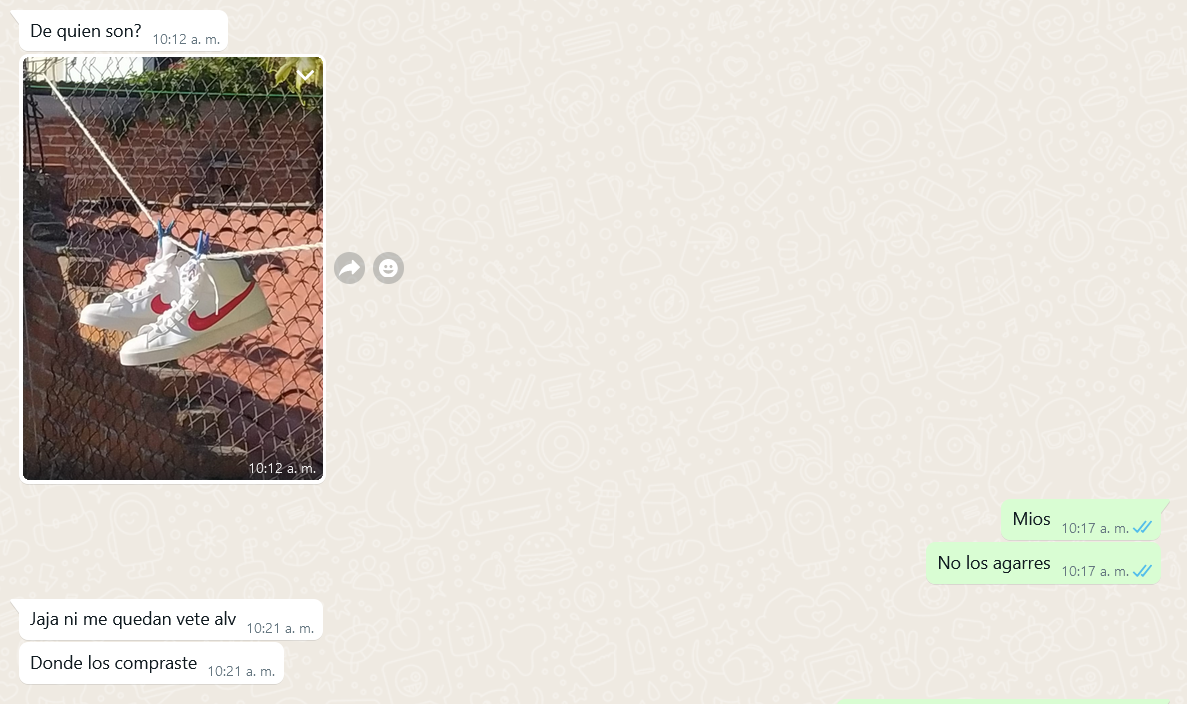 De quien son? 10:12 a. m.
10:12 a. m.
Mios 10:17 a. m.
No los agarres 10:17 a. m.
Jaja ni me quedan vete alv 10:21 a. m.
Donde los compraste 10:21 a. m.